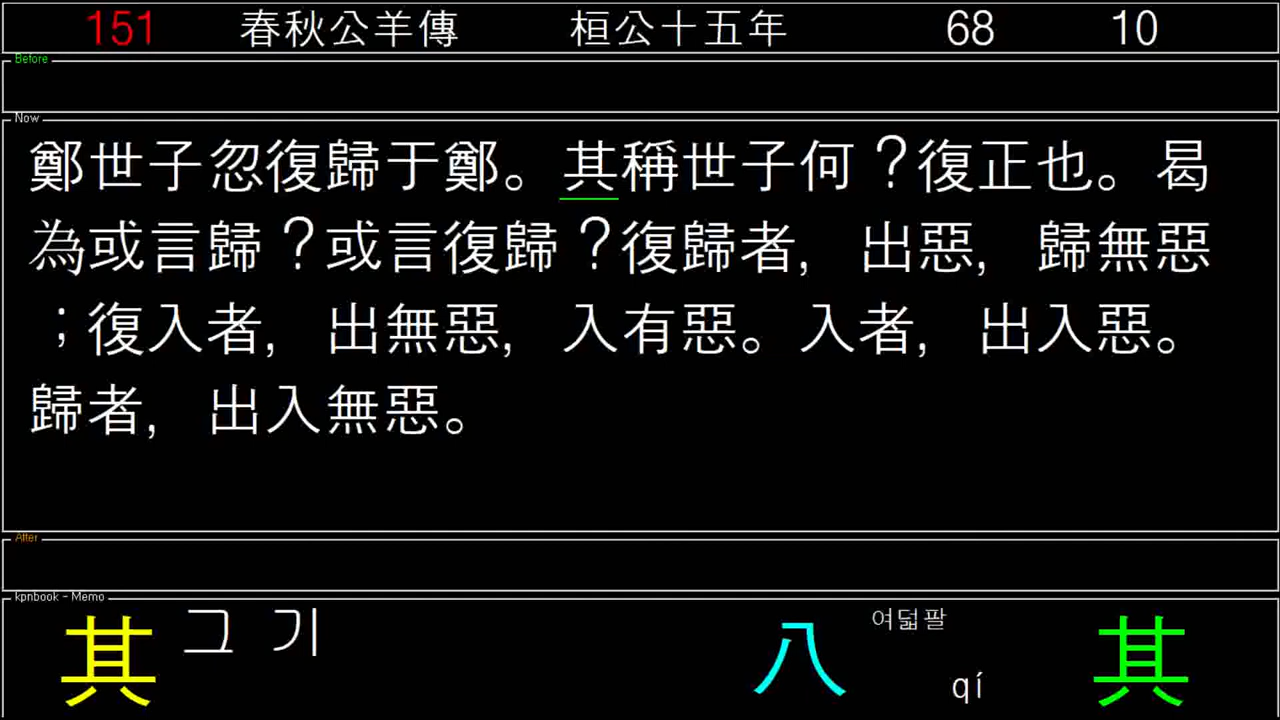 151 春秋公羊傳 桓公十五年 68 10
Before
Now
鄭世子忽復歸于鄭。其稱世子何？復正也。曷
為或言歸？或言復歸？復歸者, 出惡, 歸無惡
；復入者, 出無惡, 入有惡。入者, 出入惡。
歸者, 出入無惡。
After
kpnbook - Memo
其 그 기 八 여덟팔 qí 其